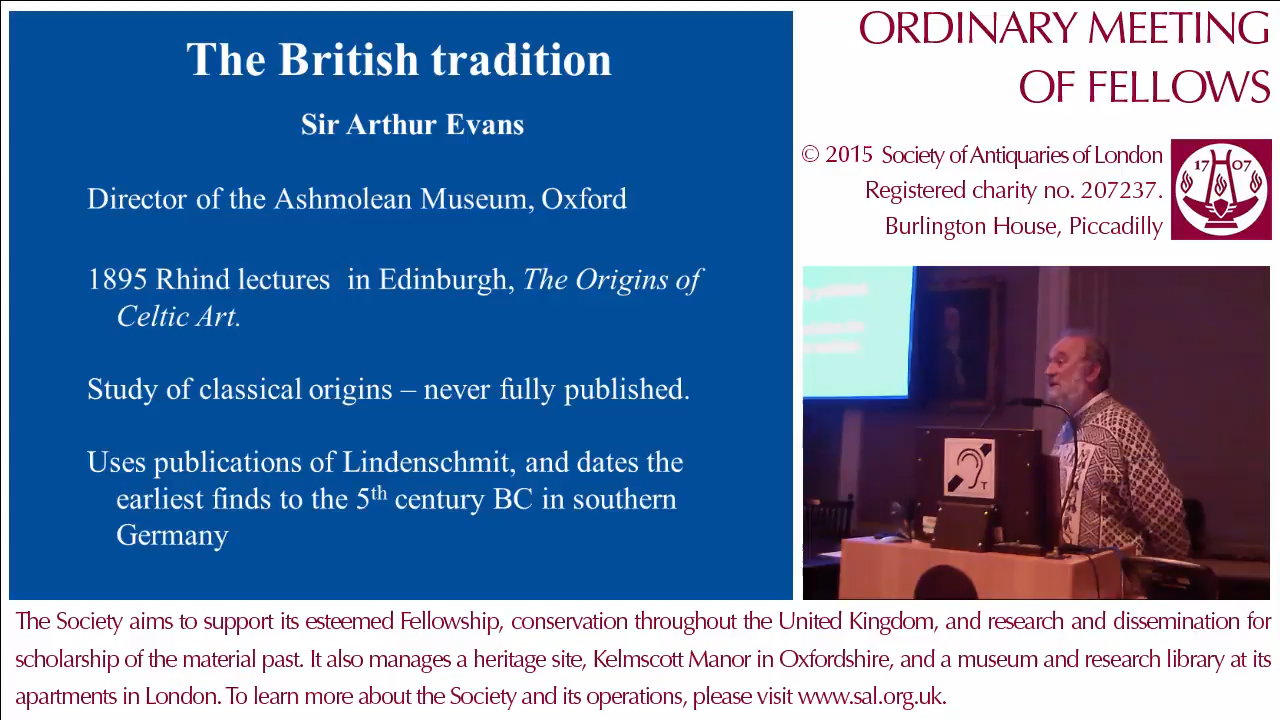 The British tradition
Sir Arthur Evans
Director of the Ashmolean Museum, Oxford
1895 Rhind lectures in Edinburgh, The Origins of
Celtic Art.
Study of classical origins – never fully published.
Uses publications of Lindenschmit, and dates the
earliest finds to the 5th century BC in southern
Germany
ORDINARY MEETING
OF FELLOWS
© 2015 Society of Antiquaries of London
Registered charity no. 207237.
Burlington House, Piccadilly
17 07
T
The Society aims to support its esteemed Fellowship, conservation throughout the United Kingdom, and research and dissemination for
scholarship of the material past. It also manages a heritage site, Kelmscott Manor in Oxfordshire, and a museum and research library at its
apartments in London. To learn more about the Society and its operations, please visit www.sal.org.uk.